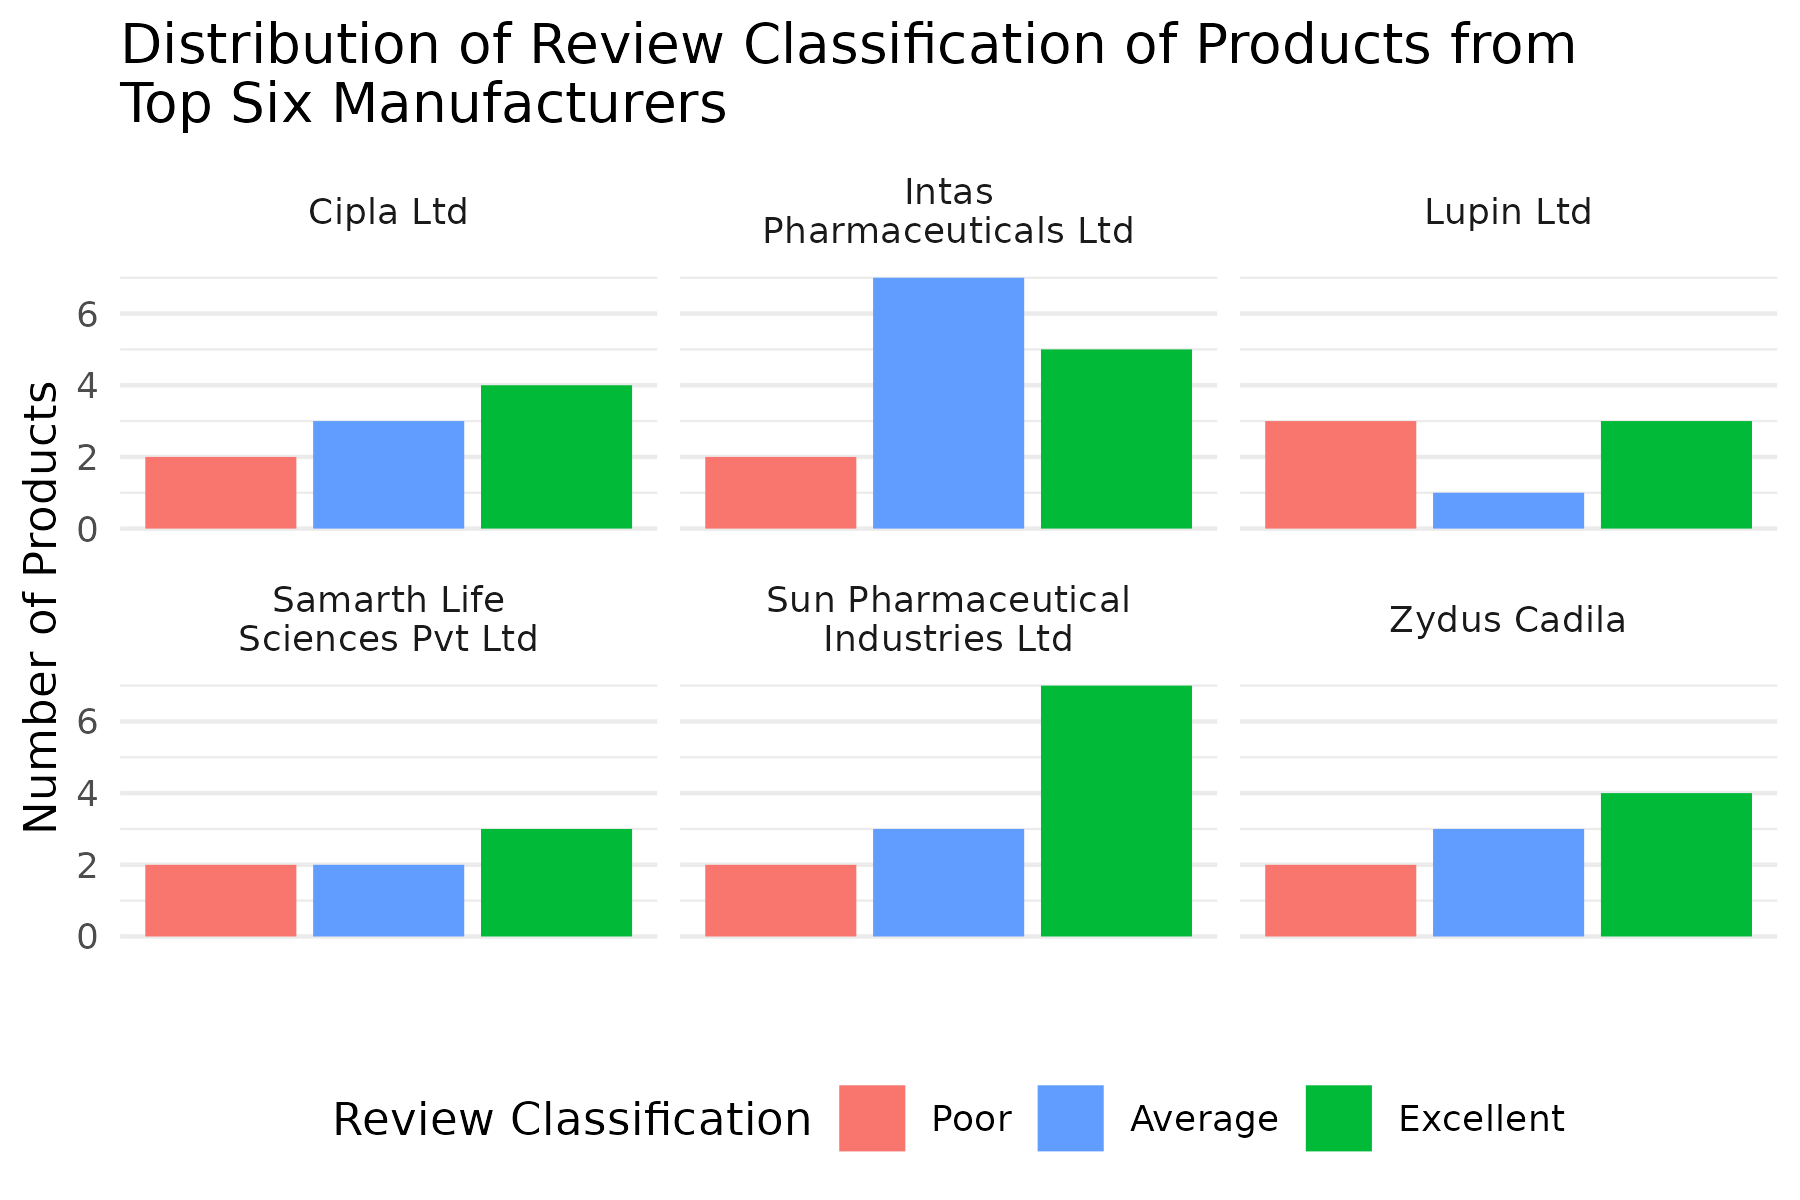 Distribution of Review Classification of Products from
Top Six Manufacturers
Cipla Ltd
Intas
Pharmaceuticals Ltd
Lupin Ltd
6
4
2
0
Number of Products
Samarth Life
Sciences Pvt Ltd
Sun Pharmaceutical
Industries Ltd
Zydus Cadila
6
4
2
0
Review Classification Poor Average Excellent